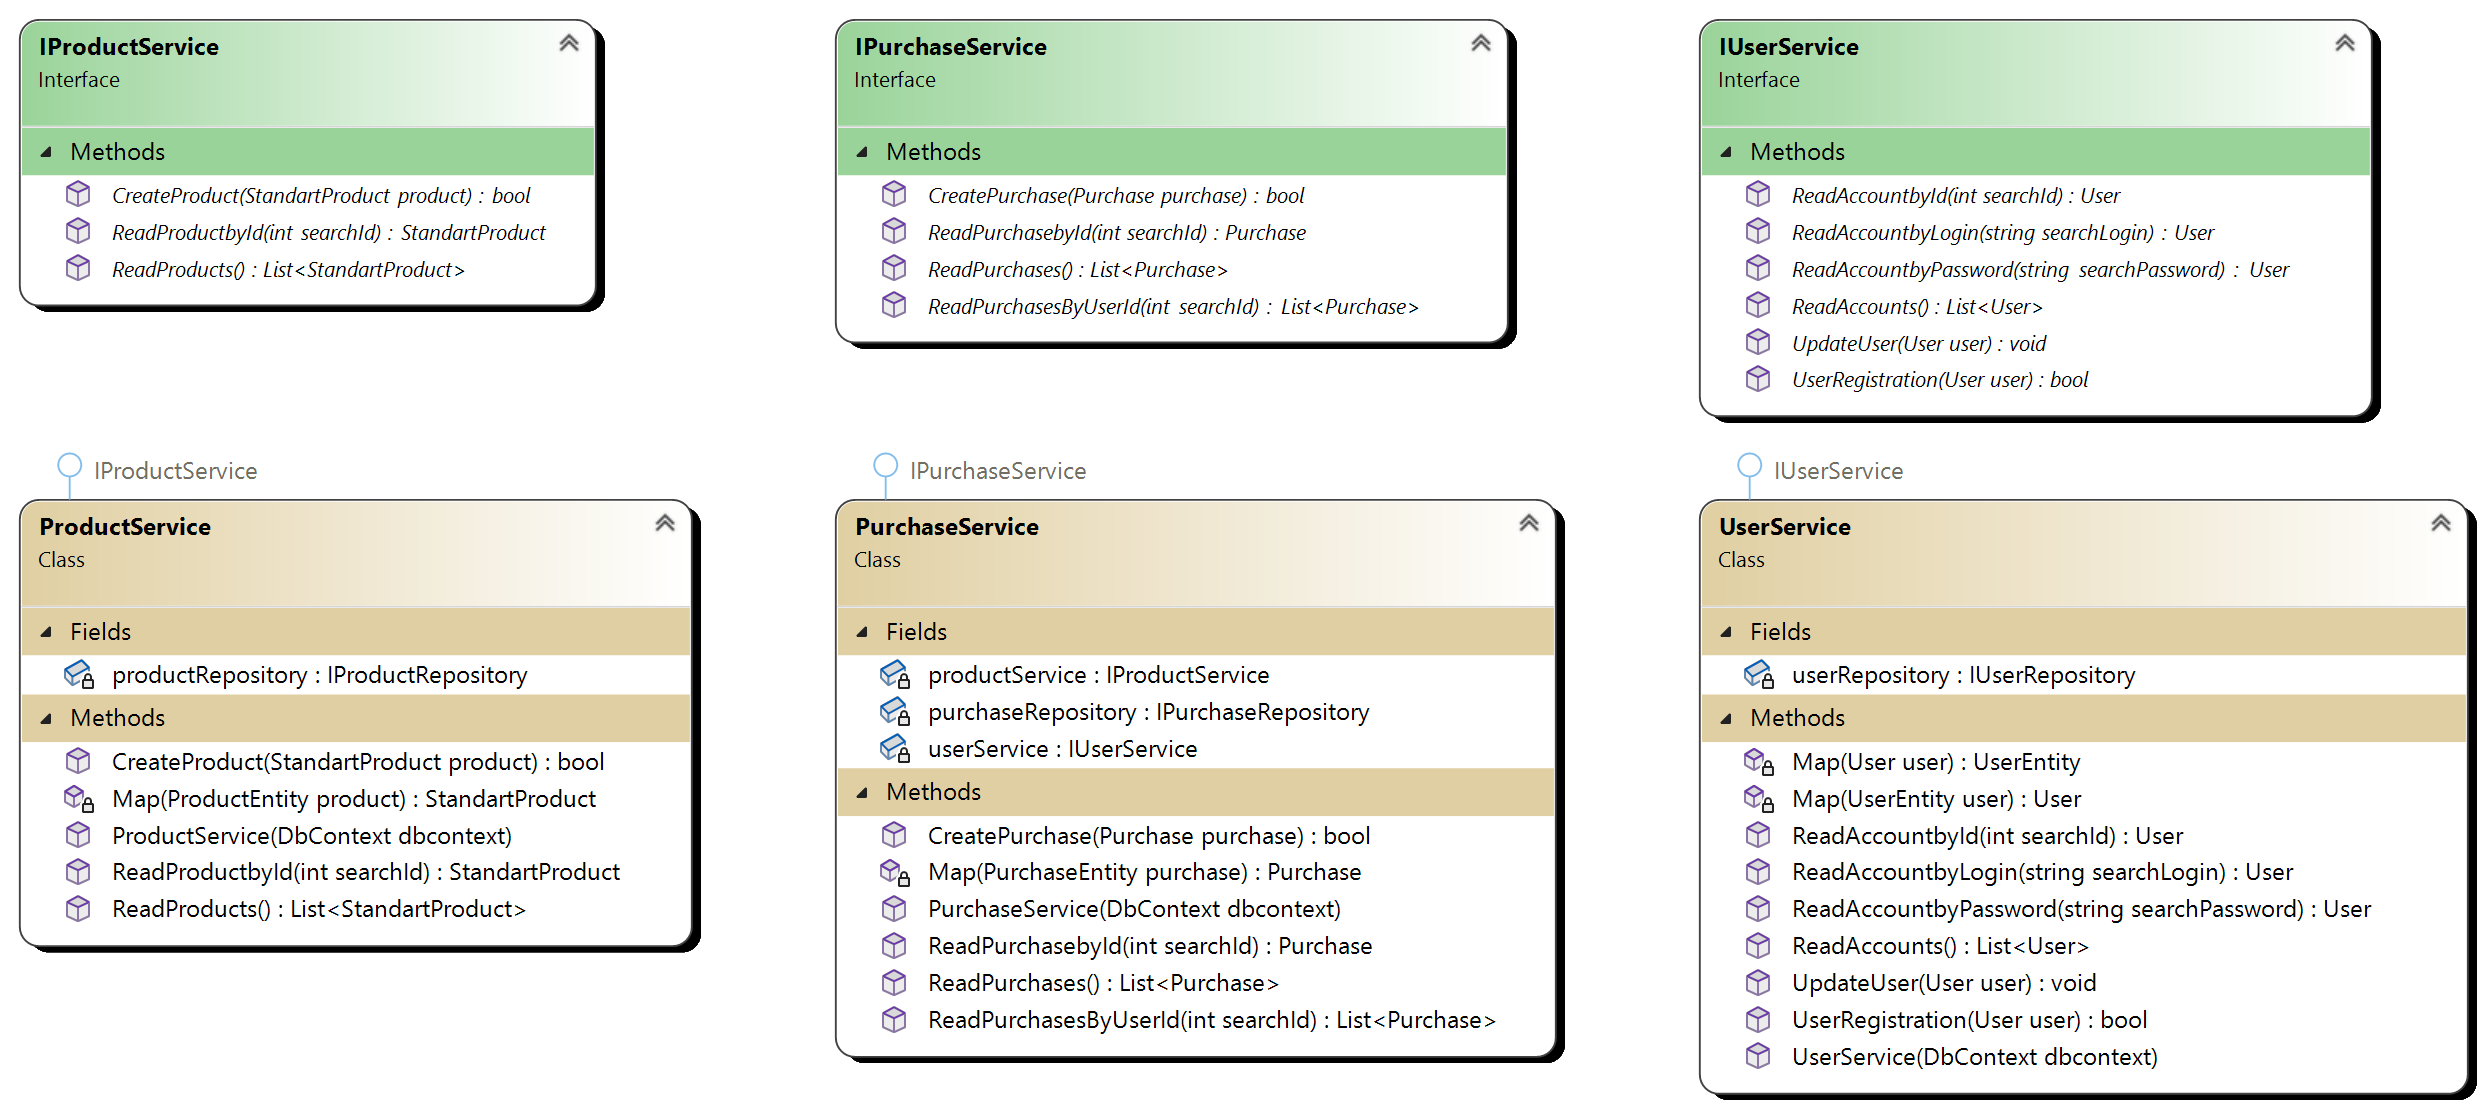 IProductService
Interface
Methods
CreateProduct(StandartProduct product) : bool
ReadProductbyId(int searchId) : StandartProduct
ReadProducts() : List<StandartProduct>
IPurchaseService
Interface
Methods
CreatePurchase(Purchase purchase) : bool
ReadPurchasebyId(int searchId) : Purchase
ReadPurchases() : List<Purchase>
ReadPurchasesByUserId(int searchId) : List<Purchase>
IUserService
Interface
Methods
ReadAccountbyId(int searchId) : User
ReadAccountbyLogin(string searchLogin) : User
ReadAccountbyPassword(string searchPassword) : User
ReadAccounts() : List<User>
UpdateUser(User user) : void
UserRegistration(User user) : bool
IProductService
ProductService
Class
Fields
productRepository : IProductRepository
Methods
CreateProduct(StandartProduct product) : bool
Map(ProductEntity product) : StandartProduct
ProductService(DbContext dbcontext)
ReadProductbyId(int searchId) : StandartProduct
ReadProducts() : List<StandartProduct>
IPurchaseService
PurchaseService
Class
Fields
productService : IProductService
purchaseRepository : IPurchaseRepository
userService : IUserService
Methods
CreatePurchase(Purchase purchase) : bool
Map(PurchaseEntity purchase) : Purchase
PurchaseService(DbContext dbcontext)
ReadPurchasebyId(int searchId) : Purchase
ReadPurchases() : List<Purchase>
ReadPurchasesByUserId(int searchId) : List<Purchase>
IUserService
UserService
Class
Fields
userRepository : IUserRepository
Methods
Map(User user) : UserEntity
Map(UserEntity user) : User
ReadAccountbyId(int searchId) : User
ReadAccountbyLogin(string searchLogin) : User
ReadAccountbyPassword(string searchPassword) : User
ReadAccounts() : List<User>
UpdateUser(User user) : void
UserRegistration(User user) : bool
UserService(DbContext dbcontext)